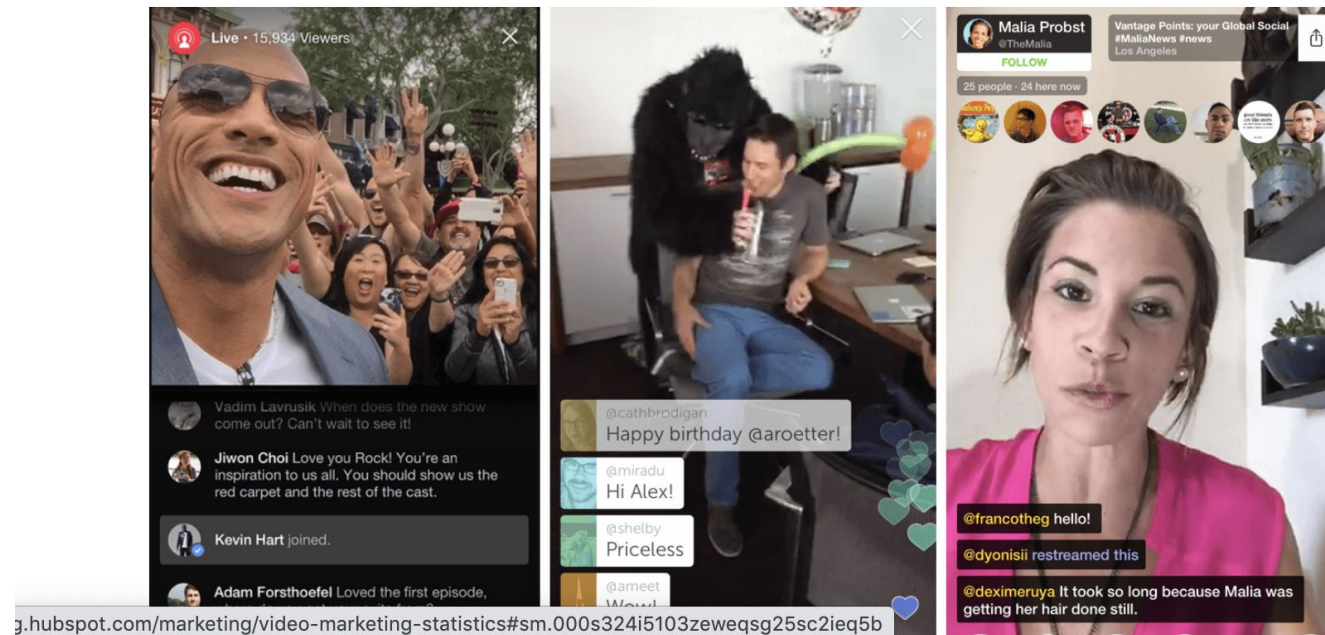 Live • 15,934 Viewers
Vadim Lavrusik When does the new show
come out? Can't wait to see it!
Jiwon Choi Love you Rock! You're an
inspiration to us all. You should show us the
red carpet and the rest of the cast.
Kevin Hart joined.
Adam Forsthoefel Loved the first episode,
@cathbrodigan
Happy birthday @aroetter!
@miradu
Hi Alex!
@shelby
Priceless
@ameet
Wow!
Malia Probst
@TheMalia
FOLLOW
Vantage Points: your Global Social
#MaliaNews #news
Los Angeles
25 people · 24 here now
@francotheg hello!
@dyonisii restreamed this
@deximeruya It took so long because Malia was
getting her hair done still.
g.hubspot.com/marketing/video-marketing-statistics#sm.000s324i5103zeweqsg25sc2ieq5b